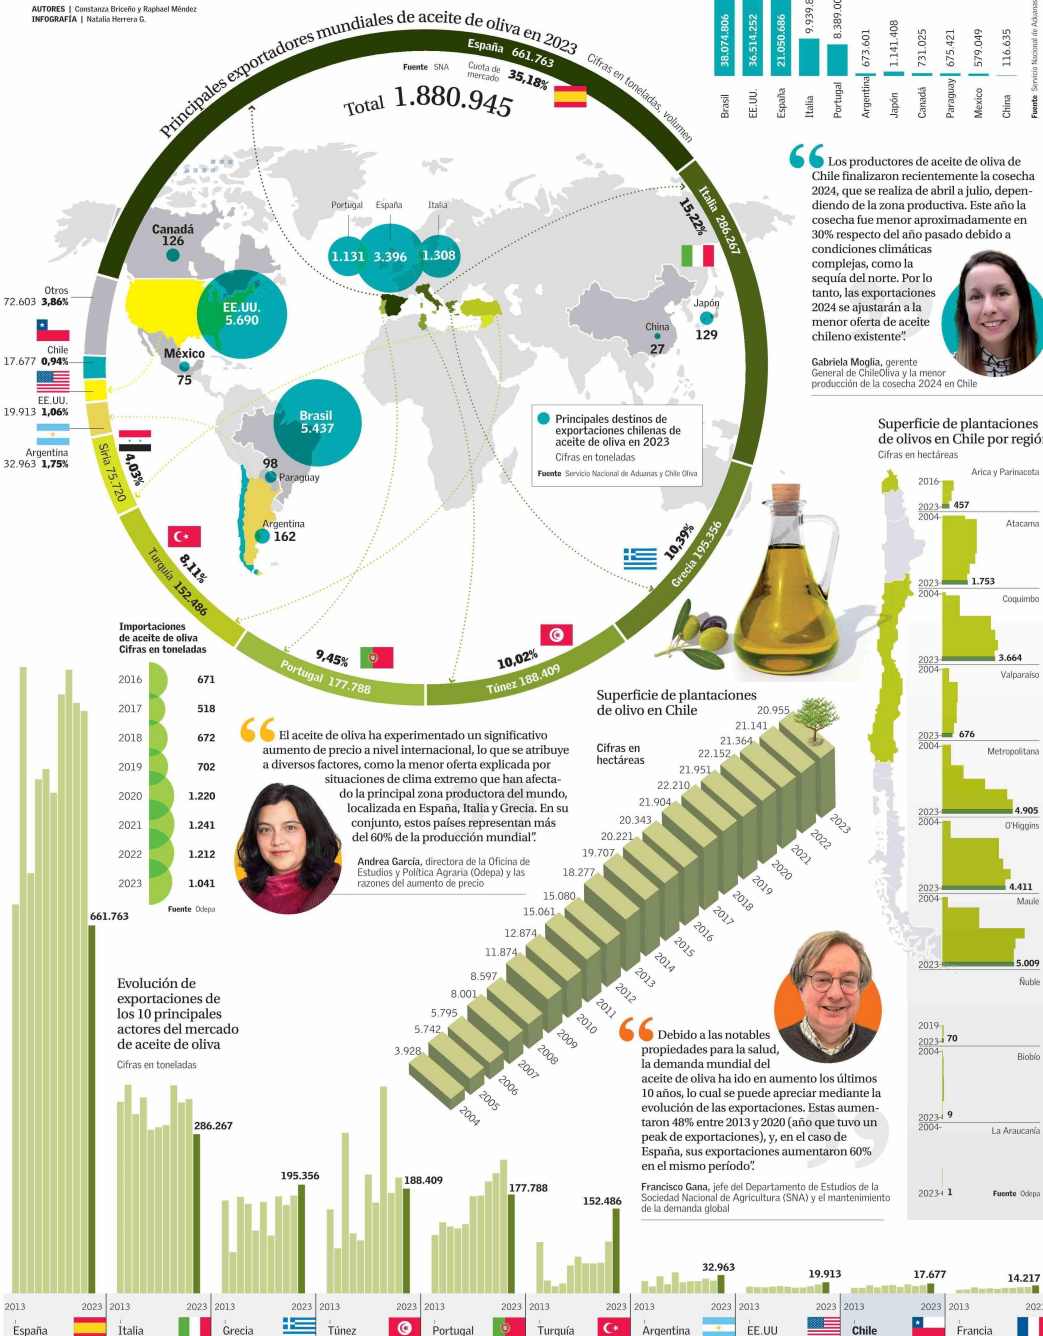 AUTORES | Constanza Briceño y Raphael Méndez
INFOGRAFÍA | Natalia Herrera G.
Principales exportadores mundiales de aceite de oliva en 2023
Cifras en toneladas, volumen
Fuente SNA
Total 1.880.945
España 661.763
Cuota de
mercado 35,18%
Italia 286.267
15,22%
Grecia 195.356
10,39%
Túnez 188.409
10,02%
Portugal 177.788
9,45%
Turquía 152.486
8,11%
Siria 75.720
4,03%
Argentina
32.963 1,75%
EE.UU.
19.913 1,06%
Chile
17.677 0,94%
Otros
72.603 3,86%
Canadá
126
EE.UU.
5.690
México
75
Brasil
5.437
98
Paraguay
Argentina
162
Portugal España Italia
1.131 3.396 1.308
China
27
Japón
129
Principales destinos de
exportaciones chilenas de
aceite de oliva en 2023
Cifras en toneladas
Fuente Servicio Nacional de Aduanas y Chile Oliva
38.074.806
36.514.252
21.050.686
8.389.00
673.601
1.141.408
731.025
675.421
579.049
116.635
Brasil
EE.UU.
España
Italia
Portugal
Argentina
Japón
Canadá
Paraguay
Mexico
China
Fuente Servicio Nacional de Aduanas
“Los productores de aceite de oliva de
Chile finalizaron recientemente la cosecha
2024, que se realiza de abril a julio, depen-
diendo de la zona productiva. Este año la
cosecha fue menor aproximadamente en
30% respecto del año pasado debido a
condiciones climáticas
complejas, como la
sequía del norte. Por lo
tanto, las exportaciones
2024 se ajustarán a la
menor oferta de aceite
chileno existente”.
Gabriela Moglia, gerente
General de ChileOliva y la menor
producción de la cosecha 2024 en Chile
Superficie de plantaciones
de olivos en Chile por región
Cifras en hectáreas
Arica y Parinacota
2016
2023 457
Atacama
2004
2023 1.753
Coquimbo
2004
2023 3.664
Valparaíso
2004
2023 676
Metropolitana
2004
2023 4.905
O'Higgins
2004
2023 4.411
Maule
2004
2023 5.009
Ñuble
2019
2023 70
Biobío
2004
2023 9
La Araucanía
2004
2023 1
Fuente Odepa
Importaciones
de aceite de oliva
Cifras en toneladas
2016 671
2017 518
2018 672
2019 702
2020 1.220
2021 1.241
2022 1.212
2023 1.041
Fuente Odepa
“El aceite de oliva ha experimentado un significativo
aumento de precio a nivel internacional, lo que se atribuye
a diversos factores, como la menor oferta explicada por
situaciones de clima extremo que han afecta-
do la principal zona productora del mundo,
localizada en España, Italia y Grecia. En su
conjunto, estos países representan más
del 60% de la producción mundial”.
Andrea García, directora de la Oficina de
Estudios y Política Agraria (Odepa) y las
razones del aumento de precio
Superficie de plantaciones
de olivo en Chile
Cifras en
hectáreas
3.928
5.742
5.795
8.001
8.597
11.874
12.874
15.061
15.080
18.277
19.707
20.221
20.343
21.904
22.210
21.951
22.152
21.364
21.141
20.955
2004
2005
2006
2007
2008
2009
2010
2011
2012
2013
2014
2015
2016
2017
2018
2019
2020
2021
2022
2023
“Debido a las notables
propiedades para la salud,
la demanda mundial del
aceite de oliva ha ido en aumento los últimos
10 años, lo cual se puede apreciar mediante la
evolución de las exportaciones. Estas aumen-
taron 48% entre 2013 y 2020 (año que tuvo un
peak de exportaciones), y, en el caso de
España, sus exportaciones aumentaron 60%
en el mismo período”.
Francisco Gana, jefe del Departamento de Estudios de la
Sociedad Nacional de Agricultura (SNA) y el mantenimiento
de la demanda global
Evolución de
exportaciones de
los 10 principales
actores del mercado
de aceite de oliva
Cifras en toneladas
661.763
286.267
195.356
188.409
177.788
152.486
32.963
19.913
17.677
14.217
2013 2023 2013 2023 2013 2023 2013 2023 2013 2023 2013 2023 2013 2023 2013 2023 2013 2023 2013 2023
España Italia Grecia Túnez Portugal Turquía Argentina EE.UU Chile Francia